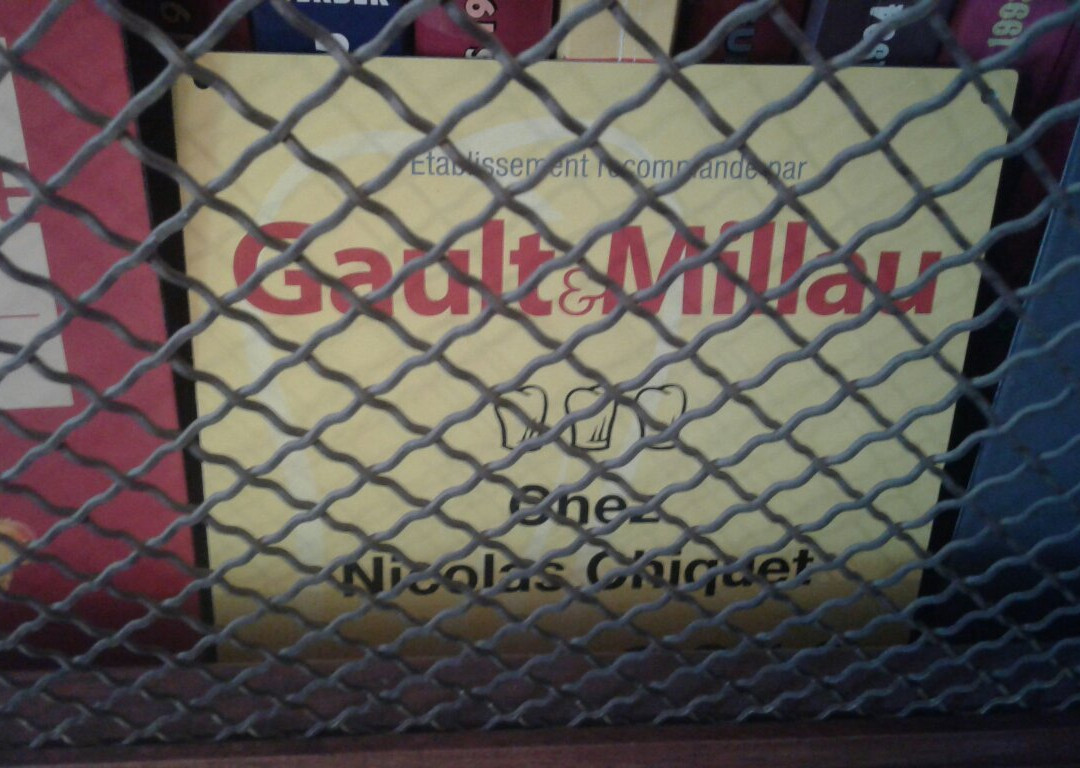 Etablissement recommandé par
Gault&Millau
Chez
Nicolas Chiquet